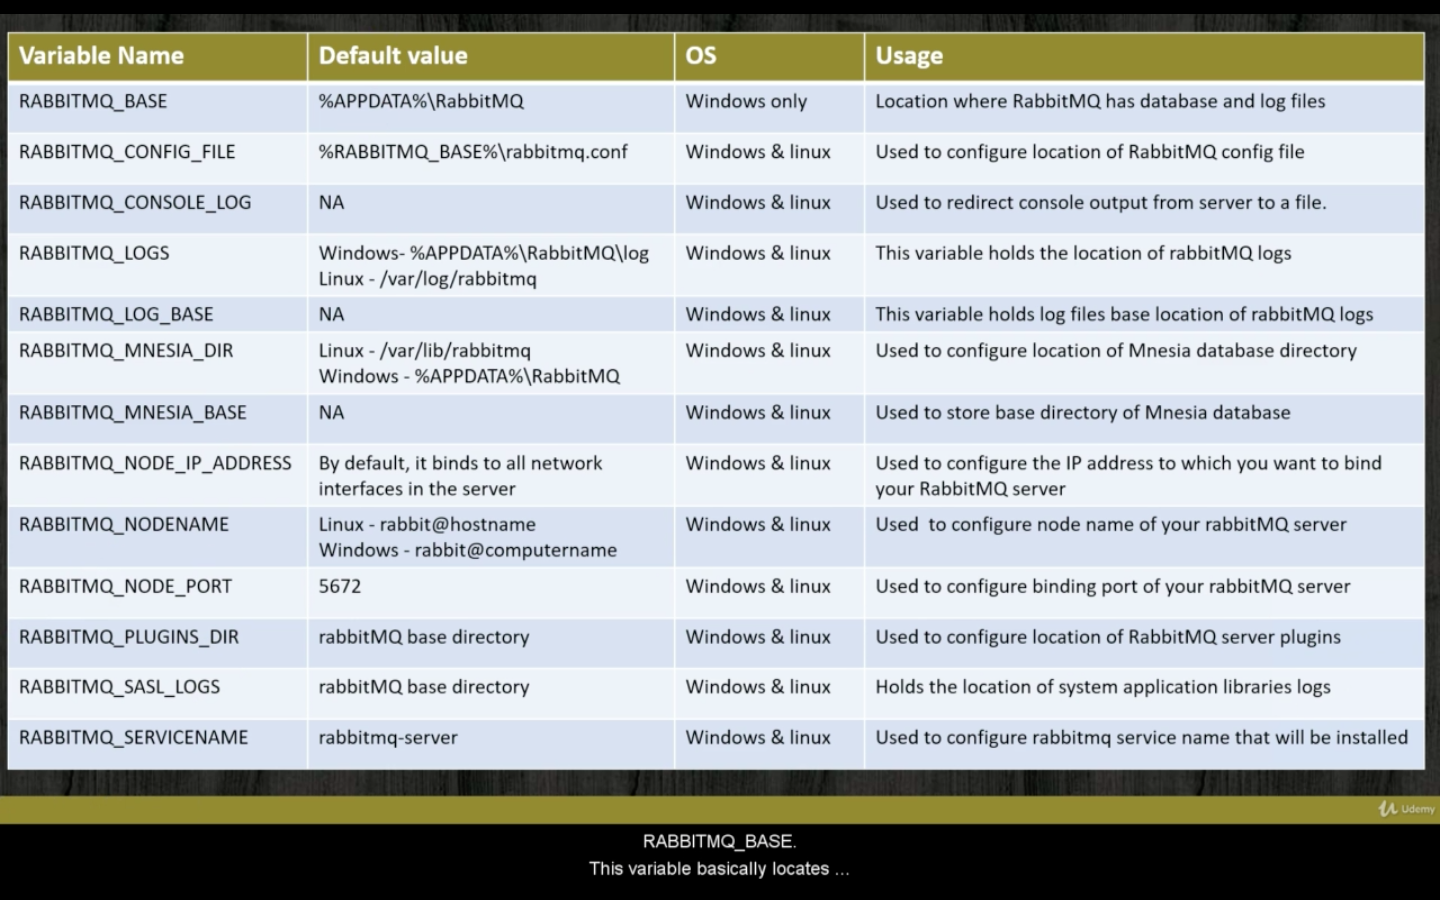 Variable Name Default value OS Usage
RABBITMQ_BASE %APPDATA%\RabbitMQ Windows only Location where RabbitMQ has database and log files
RABBITMQ_CONFIG_FILE %RABBITMQ_BASE%\rabbitmq.conf Windows & linux Used to configure location of RabbitMQ config file
RABBITMQ_CONSOLE_LOG NA Windows & linux Used to redirect console output from server to a file.
RABBITMQ_LOGS Windows- %APPDATA%\RabbitMQ\log Windows & linux This variable holds the location of rabbitMQ logs
Linux - /var/log/rabbitmq
RABBITMQ_LOG_BASE NA Windows & linux This variable holds log files base location of rabbitMQ logs
RABBITMQ_MNESIA_DIR Linux - /var/lib/rabbitmq Windows & linux Used to configure location of Mnesia database directory
Windows - %APPDATA%\RabbitMQ
RABBITMQ_MNESIA_BASE NA Windows & linux Used to store base directory of Mnesia database
RABBITMQ_NODE_IP_ADDRESS By default, it binds to all network Windows & linux Used to configure the IP address to which you want to bind
interfaces in the server your RabbitMQ server
RABBITMQ_NODENAME Linux - rabbit@hostname Windows & linux Used  to configure node name of your rabbitMQ server
Windows - rabbit@computername
RABBITMQ_NODE_PORT 5672 Windows & linux Used to configure binding port of your rabbitMQ server
RABBITMQ_PLUGINS_DIR rabbitMQ base directory Windows & linux Used to configure location of RabbitMQ server plugins
RABBITMQ_SASL_LOGS rabbitMQ base directory Windows & linux Holds the location of system application libraries logs
RABBITMQ_SERVICENAME rabbitmq-server Windows & linux Used to configure rabbitmq service name that will be installed
Udemy
RABBITMQ_BASE.
This variable basically locates ...